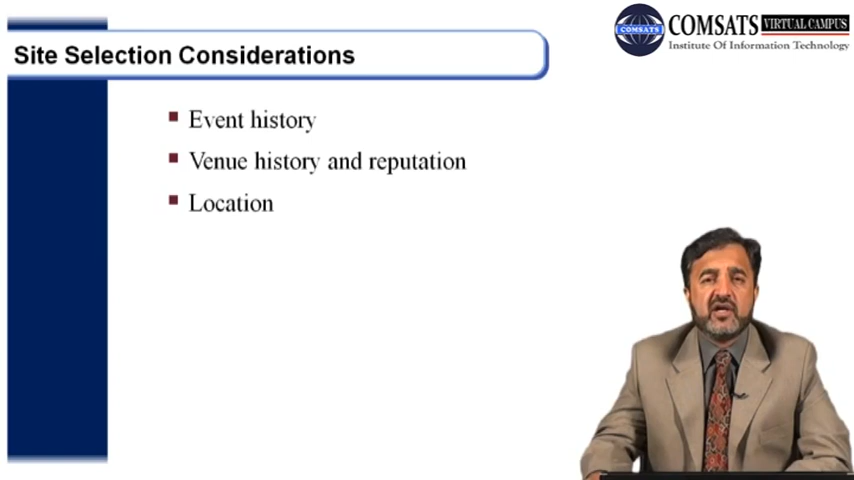 COMSATS VIRTUAL CAMPUS
COMSATS
Institute Of Information Technology
Site Selection Considerations
Event history
Venue history and reputation
Location